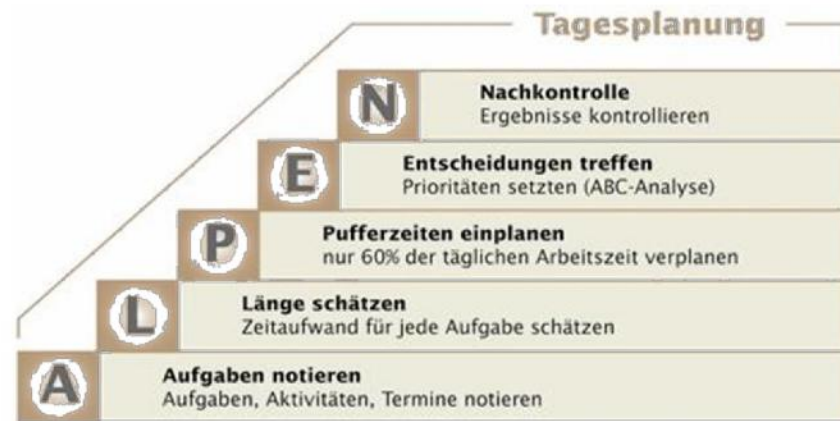 Tagesplanung
N
Nachkontrolle
Ergebnisse kontrollieren
E
Entscheidungen treffen
Prioritäten setzten (ABC-Analyse)
P
Pufferzeiten einplanen
nur 60% der täglichen Arbeitszeit verplanen
L
Länge schätzen
Zeitaufwand für jede Aufgabe schätzen
A
Aufgaben notieren
Aufgaben, Aktivitäten, Termine notieren